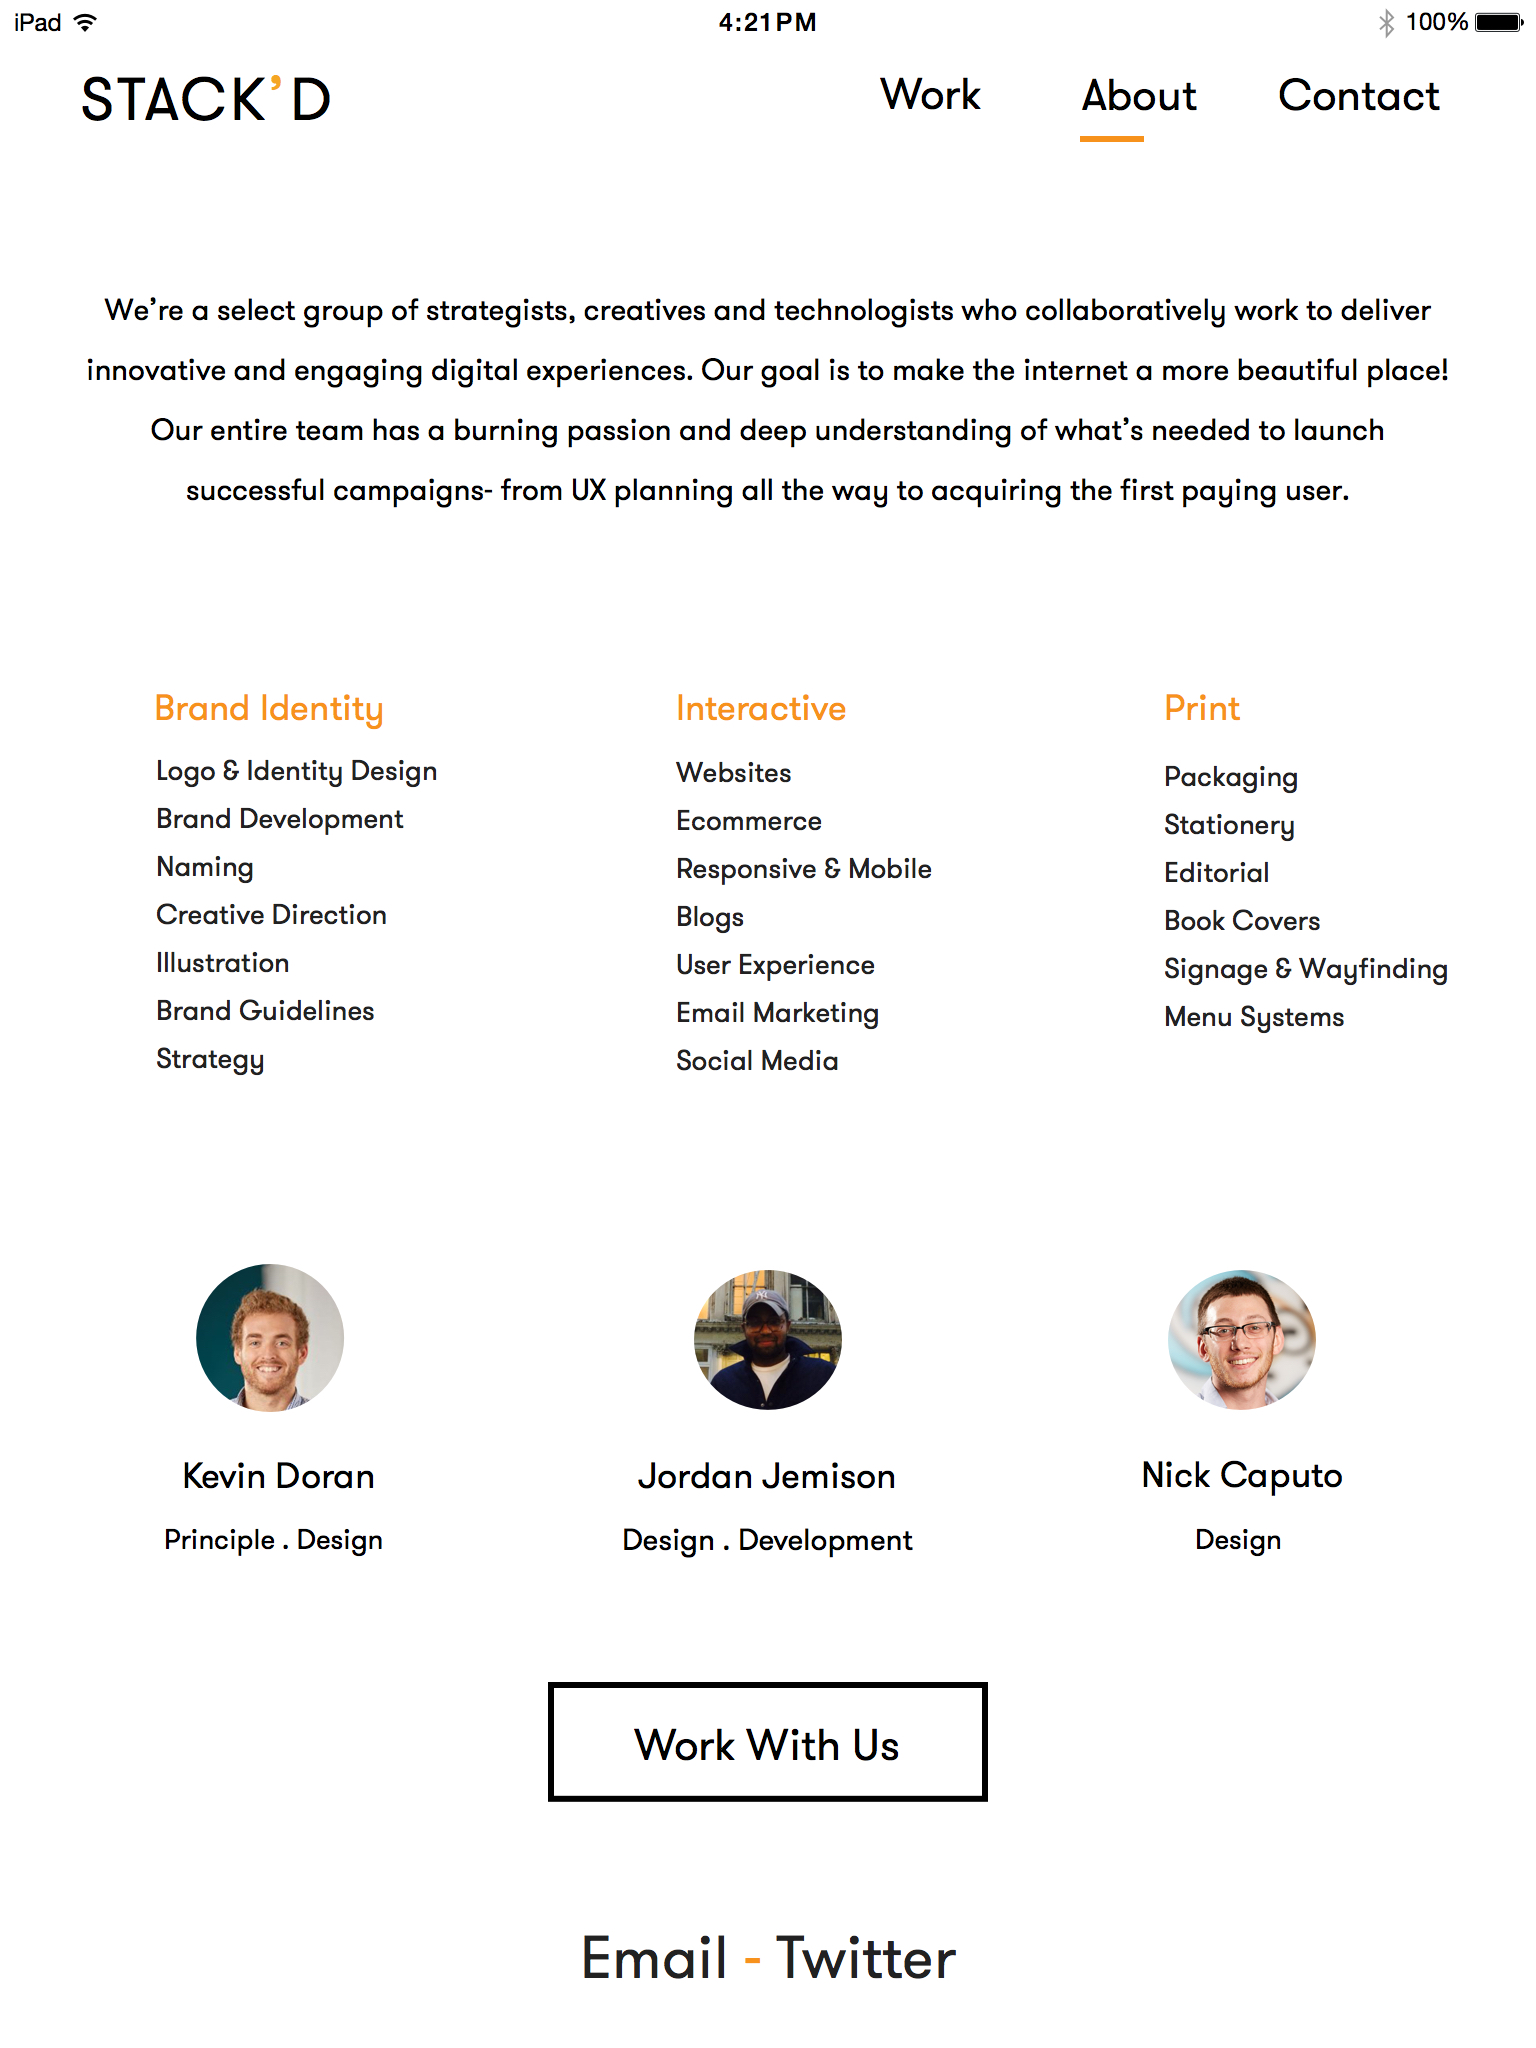 iPad 4:21PM 100%
STACK’D Work About Contact
We’re a select group of strategists, creatives and technologists who collaboratively work to deliver
innovative and engaging digital experiences. Our goal is to make the internet a more beautiful place!
Our entire team has a burning passion and deep understanding of what’s needed to launch
successful campaigns- from UX planning all the way to acquiring the first paying user.
Brand Identity
Logo & Identity Design
Brand Development
Naming
Creative Direction
Illustration
Brand Guidelines
Strategy
Interactive
Websites
Ecommerce
Responsive & Mobile
Blogs
User Experience
Email Marketing
Social Media
Print
Packaging
Stationery
Editorial
Book Covers
Signage & Wayfinding
Menu Systems
Kevin Doran
Principle . Design
Jordan Jemison
Design . Development
Nick Caputo
Design
Work With Us
Email - Twitter